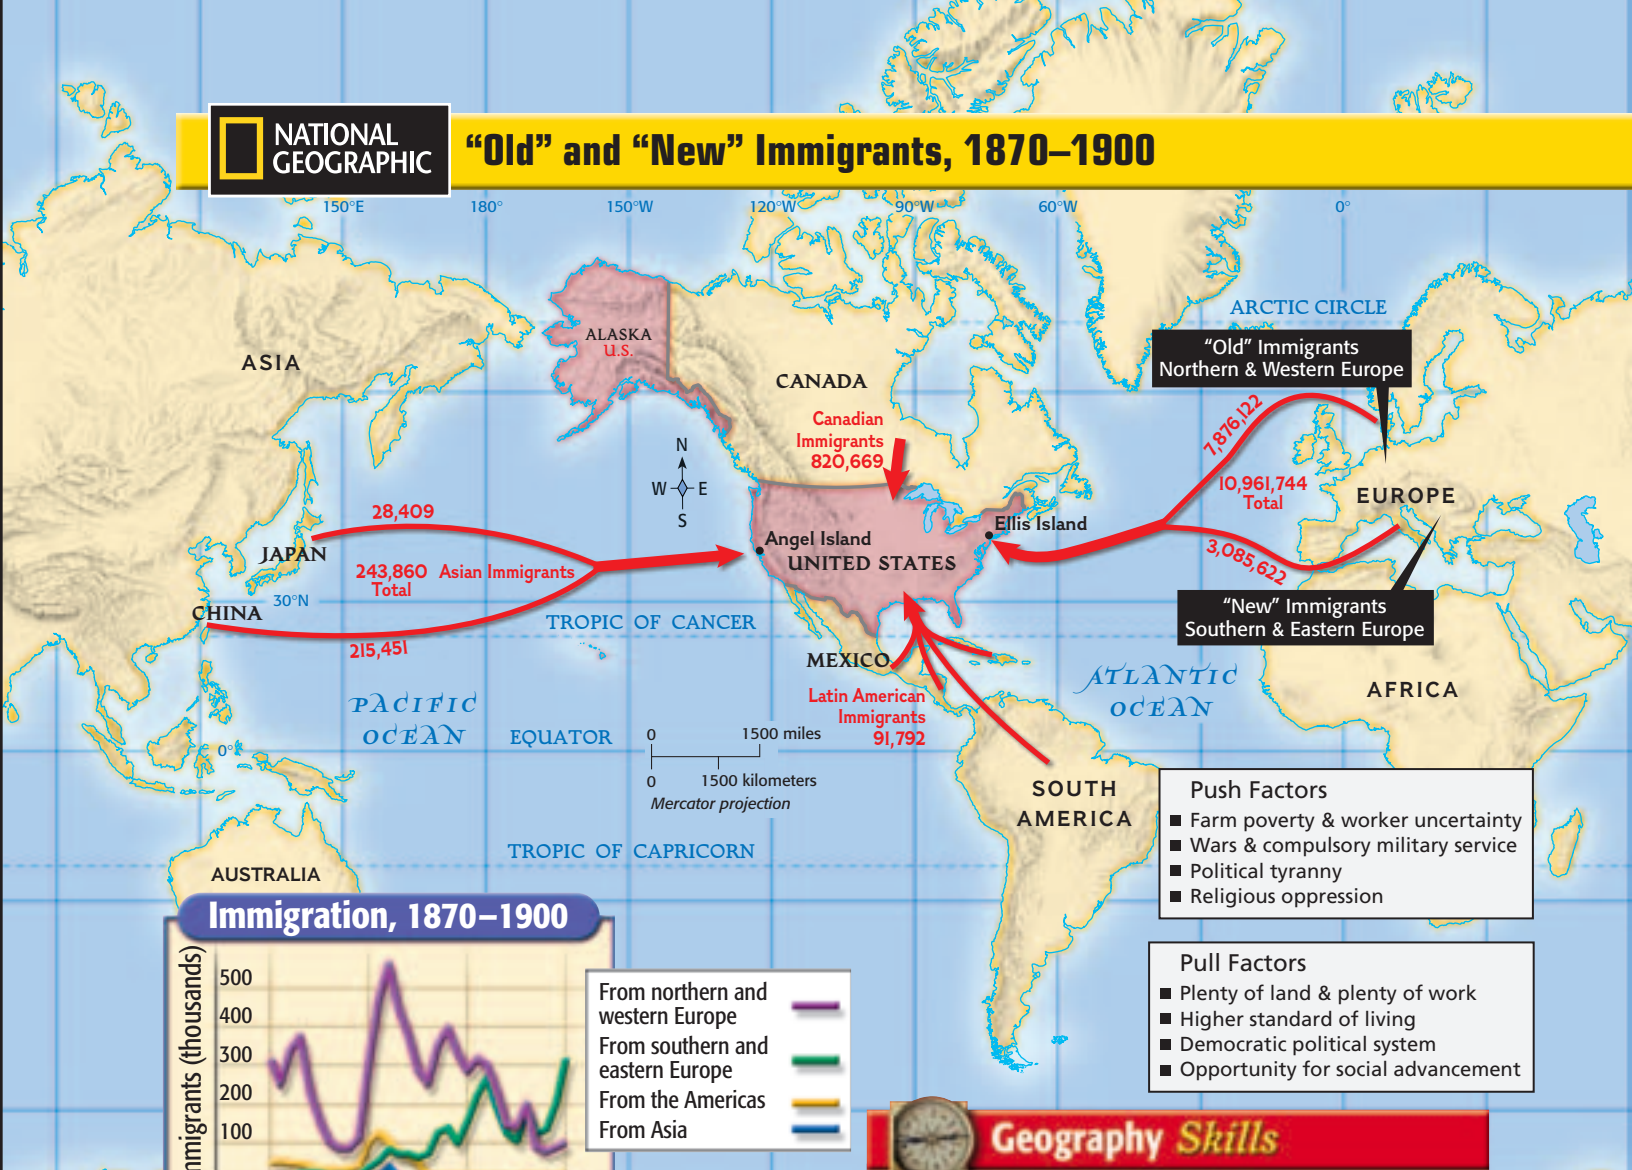 NATIONAL
GEOGRAPHIC
"Old" and "New" Immigrants, 1870–1900
150°E
180°
150°W
120°W
90°W
60°W
0°
ARCTIC CIRCLE
"Old" Immigrants
Northern & Western Europe
ASIA
ALASKA
U.S.
CANADA
Canadian
Immigrants
820,669
N
W E
S
7,876,122
10,961,744
Total
EUROPE
3,085,622
"New" Immigrants
Southern & Eastern Europe
28,409
JAPAN
243,860 Asian Immigrants
Total
CHINA
30°N
215,451
Angel Island
UNITED STATES
Ellis Island
TROPIC OF CANCER
MEXICO
Latin American
Immigrants
91,792
PACIFIC
OCEAN
ATLANTIC
OCEAN
AFRICA
0°
EQUATOR
0 1500 miles
0 1500 kilometers
Mercator projection
SOUTH
AMERICA
TROPIC OF CAPRICORN
AUSTRALIA
Push Factors
■ Farm poverty & worker uncertainty
■ Wars & compulsory military service
■ Political tyranny
■ Religious oppression
Pull Factors
■ Plenty of land & plenty of work
■ Higher standard of living
■ Democratic political system
■ Opportunity for social advancement
Immigration, 1870–1900
(thousands)
500
400
300
200
100
From northern and
western Europe
From southern and
eastern Europe
From the Americas
From Asia
Geography Skills